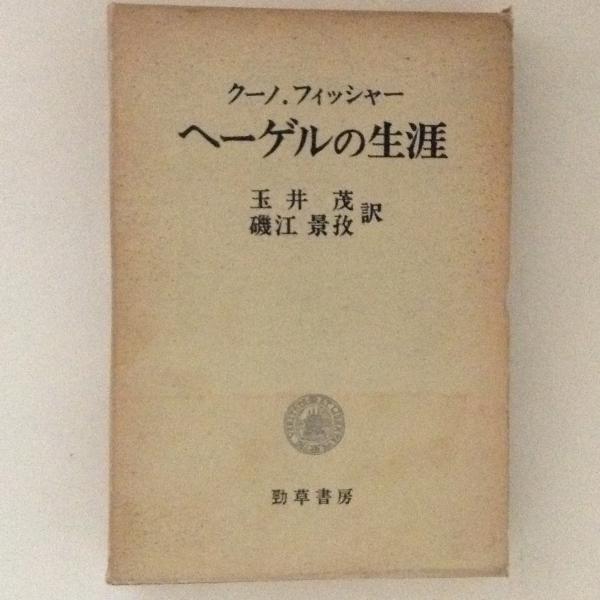 クーノ・フィッシャー
ヘーゲルの生涯
玉井 茂
磯江 景孜 訳
勁草書房